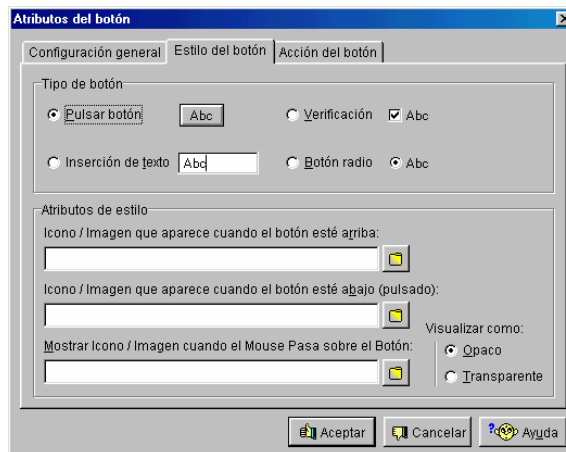 Atributos del botón
Configuración general Estilo del botón Acción del botón
Tipo de botón
Pulsar botón Abc Verificación Abc
Inserción de texto Abc Botón radio Abc
Atributos de estilo
Icono / Imagen que aparece cuando el botón esté arriba:
Icono / Imagen que aparece cuando el botón esté abajo (pulsado):
Visualizar como:
Mostrar Icono / Imagen cuando el Mouse Pasa sobre el Botón:
Opaco
Transparente
Aceptar Cancelar Ayuda